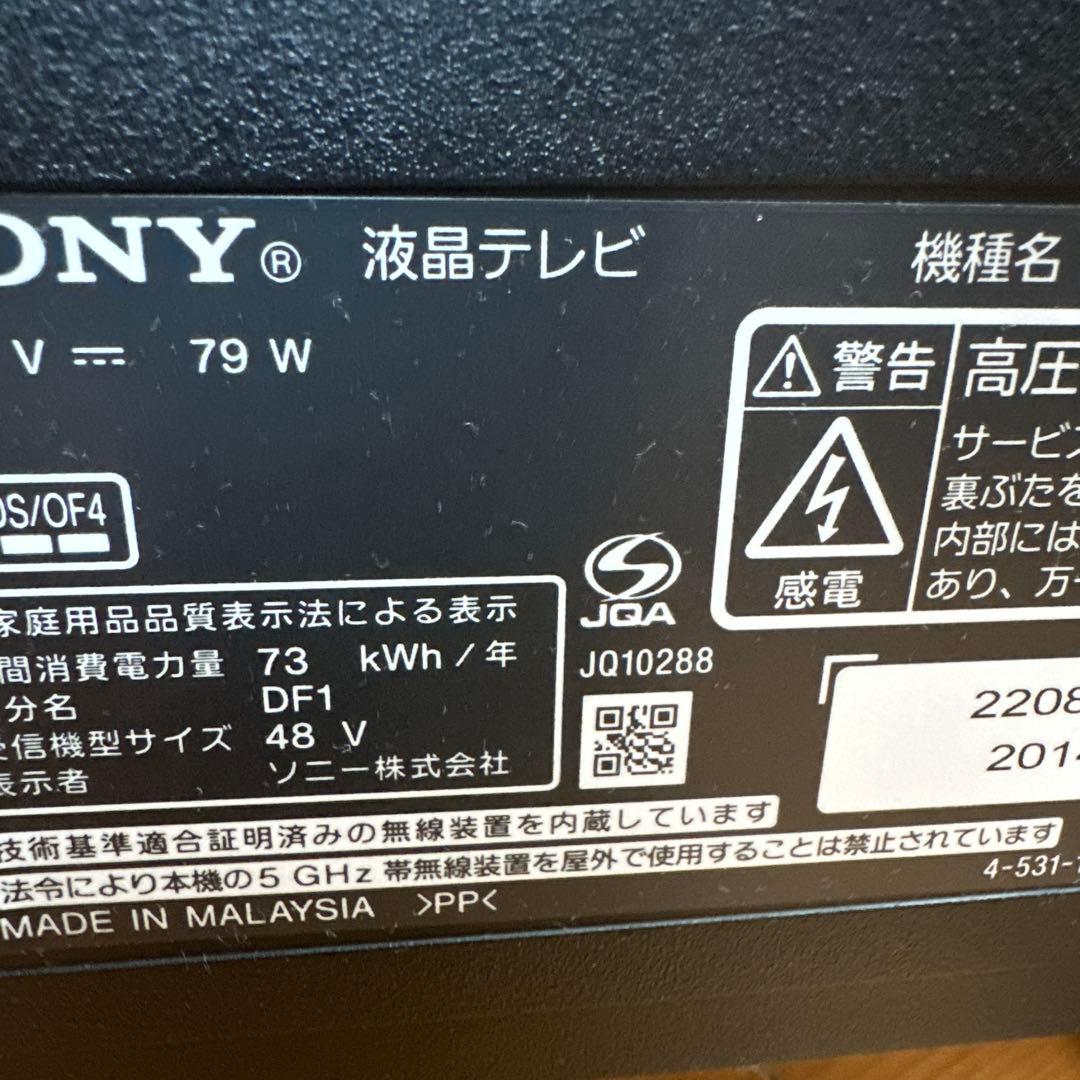 ONY® 液晶テレビ
機種名
V ⎓ 79 W
警告
高圧
感電
サービス
裏ぶたを
内部には
あり、万一
OS/OF4
JQA
JQ10288
家庭用品品質表示法による表示
間消費電力量 73 kWh/年
分名 DF1
受信機型サイズ 48 V
表示者 ソニー株式会社
2208
2014
技術基準適合証明済みの無線装置を内蔵しています
法令により本機の5 GHz 帯無線装置を屋外で使用することは禁止されています
MADE IN MALAYSIA >PP<
4-531-1